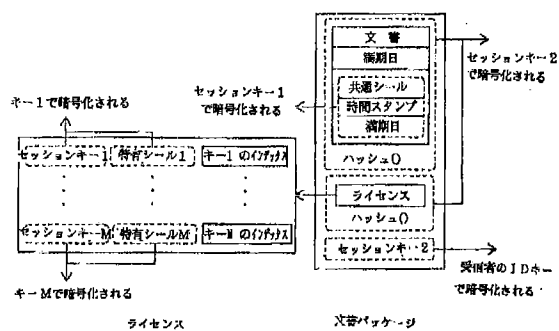 文書
満期日
共通シール
時間スタンプ
満期日
ハッシュ()
ライセンス
ハッシュ()
セッションキー2
セッションキー2
で暗号化される
セッションキー1
で暗号化される
キー1で暗号化される
セッションキー1 特有シール1 キー1のインデックス
セッションキーM 特有シールM キーMのインデックス
キーMで暗号化される
受信者のIDキー
で暗号化される
ライセンス
文書パッケージ